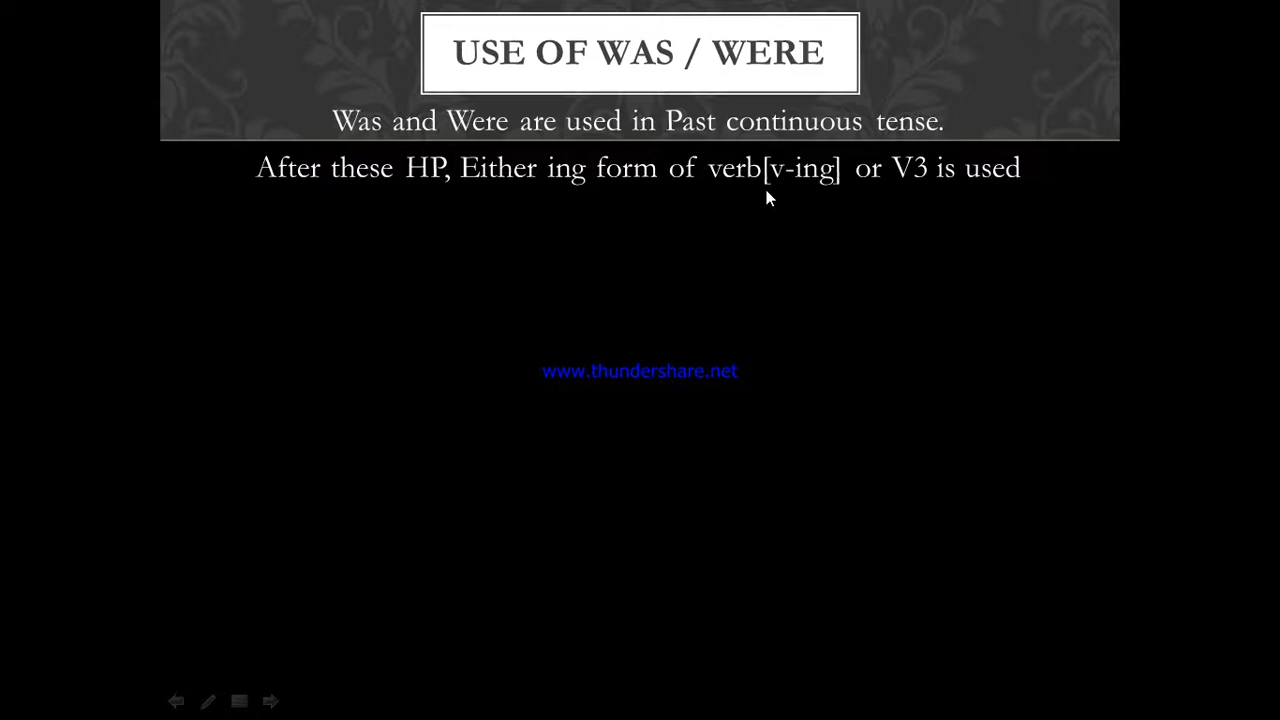 USE OF WAS / WERE
Was and Were are used in Past continuous tense.
After these HP, Either ing form of verb[v-ing] or V3 is used
www.thundershare.net